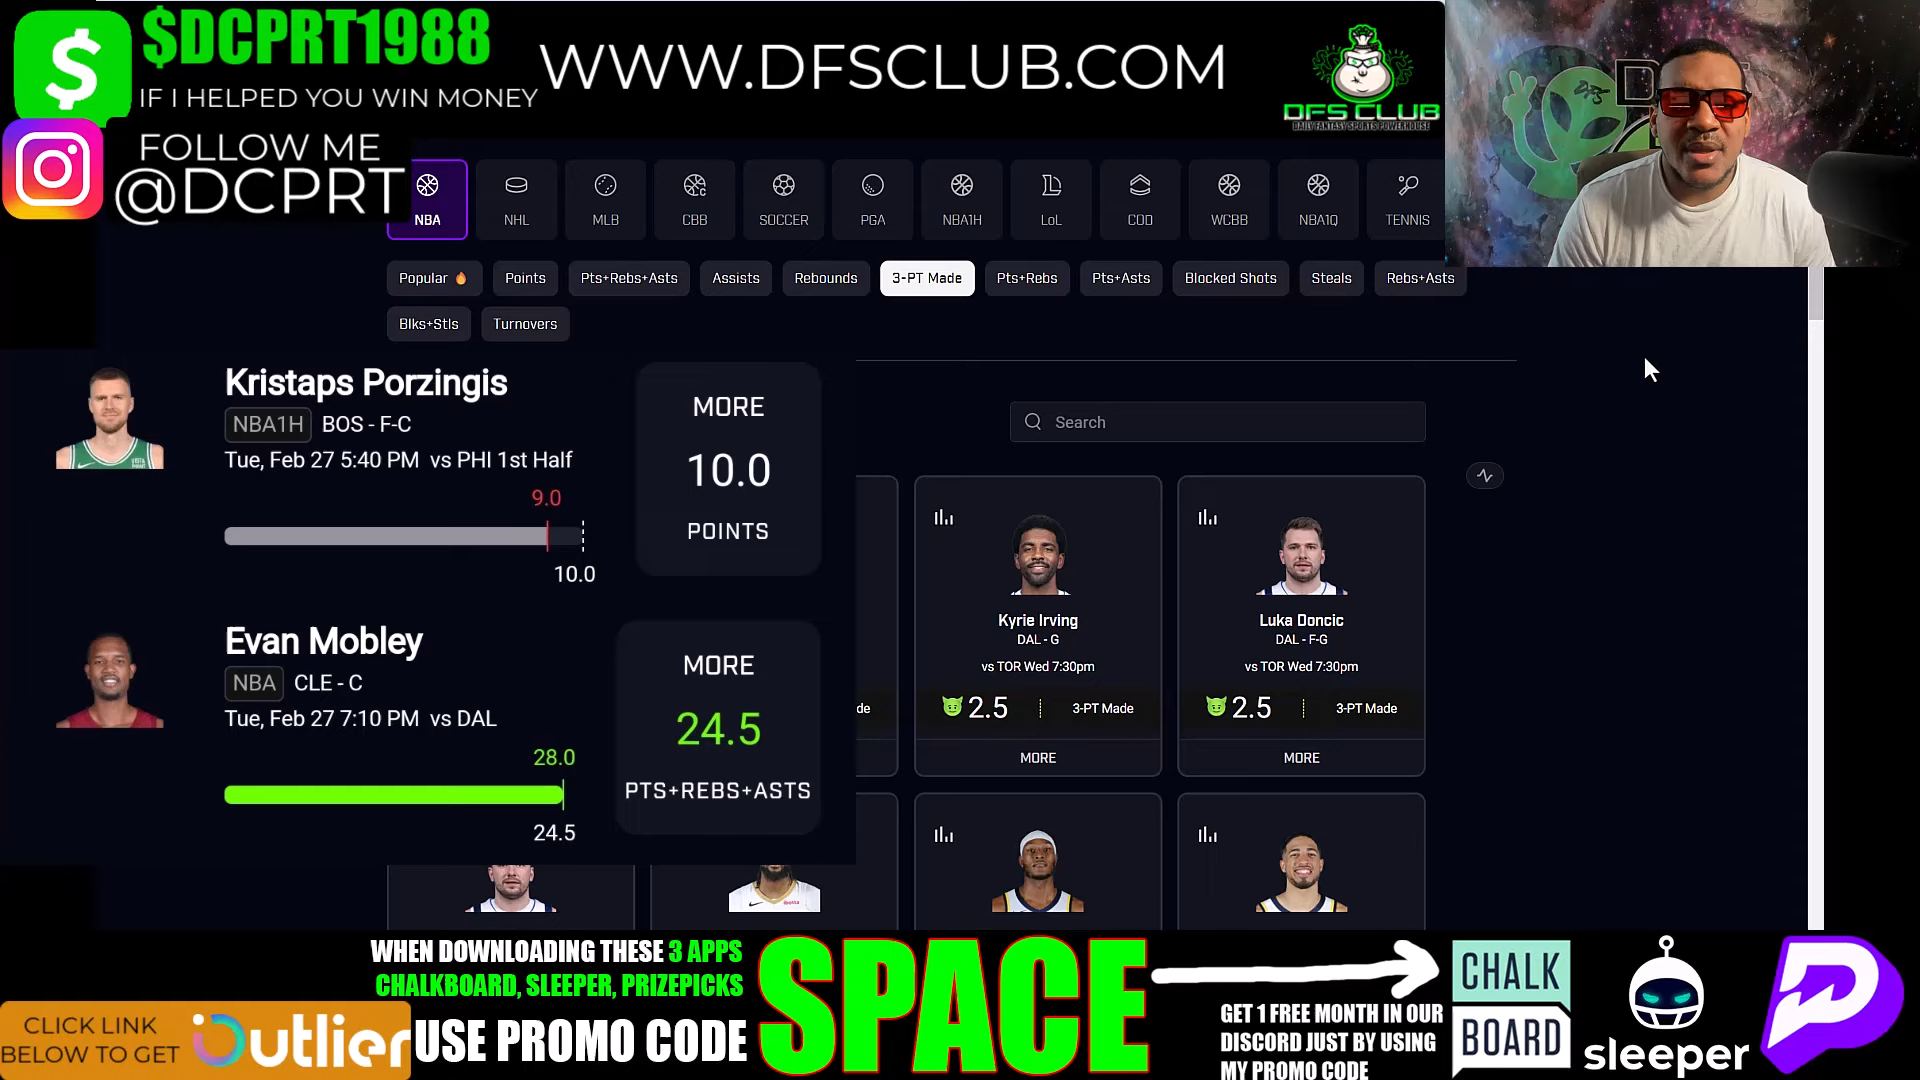 $DCPRT1988
IF I HELPED YOU WIN MONEY
WWW.DFSCLUB.COM
DFS CLUB
DAILY FANTASY SPORTS POWERHOUSE
FOLLOW ME
@DCPRT
NBA
NHL
MLB
CBB
SOCCER
PGA
NBA1H
LoL
COD
WCBB
NBA1Q
TENNIS
Popular
Points
Pts+Rebs+Asts
Assists
Rebounds
3-PT Made
Pts+Rebs
Pts+Asts
Blocked Shots
Steals
Rebs+Asts
Blks+Stls
Turnovers
Search
Kristaps Porzingis
NBA1H BOS - F-C
Tue, Feb 27 5:40 PM vs PHI 1st Half
9.0
10.0
MORE
10.0
POINTS
Evan Mobley
NBA CLE - C
Tue, Feb 27 7:10 PM vs DAL
28.0
24.5
MORE
24.5
PTS+REBS+ASTS
de
Kyrie Irving
DAL - G
vs TOR Wed 7:30pm
2.5 3-PT Made
MORE
Luka Doncic
DAL - F-G
vs TOR Wed 7:30pm
2.5 3-PT Made
MORE
WHEN DOWNLOADING THESE 3 APPS
CHALKBOARD, SLEEPER, PRIZEPICKS
USE PROMO CODE
SPACE
CLICK LINK
BELOW TO GET
Outlier
GET 1 FREE MONTH IN OUR
DISCORD JUST BY USING
MY PROMO CODE
CHALK
BOARD
sleeper